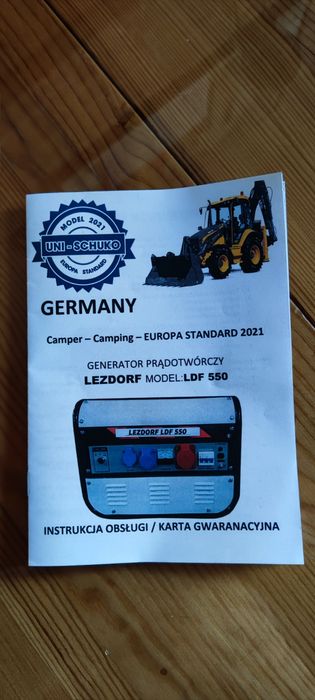 MODEL 2021
UNI - SCHUKO
EUROPA STANDARD
GERMANY
Camper – Camping – EUROPA STANDARD 2021
GENERATOR PRĄDOTWÓRCZY
LEZDORF MODEL:LDF 550
LEZDORF LDF 550
INSTRUKCJA OBSŁUGI / KARTA GWARANACYJNA